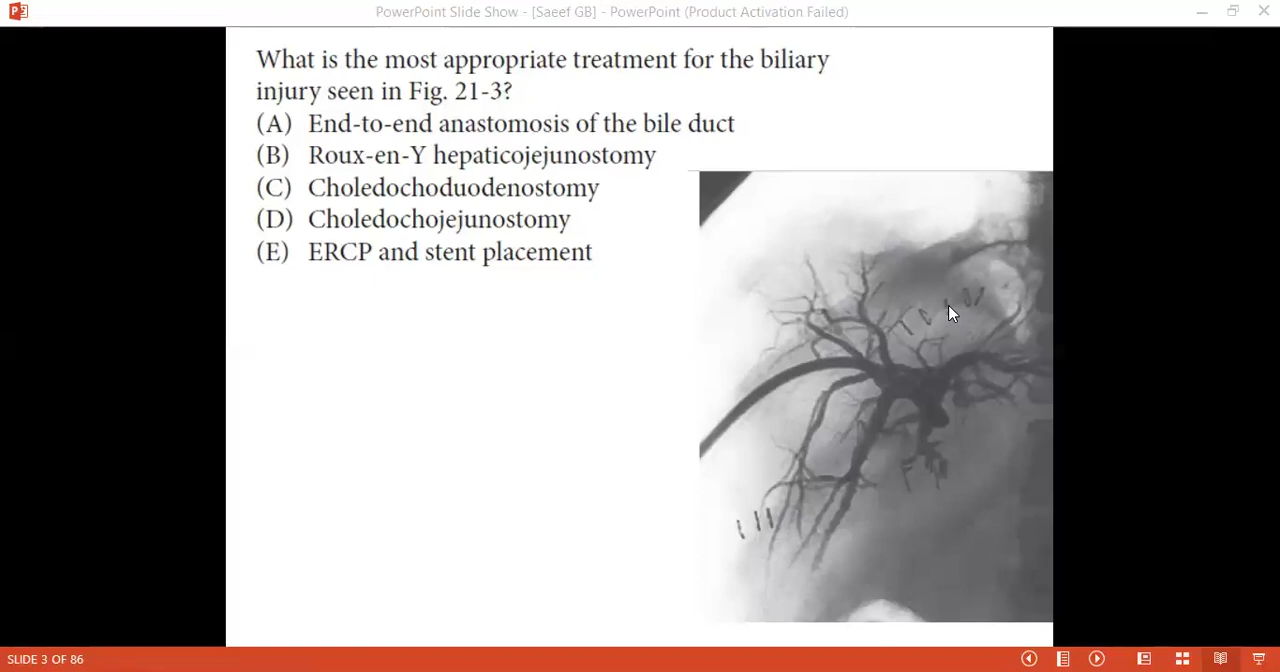 PowerPoint Slide Show - [Saeef GB] - PowerPoint (Product Activation Failed)
What is the most appropriate treatment for the biliary
injury seen in Fig. 21-3?
(A) End-to-end anastomosis of the bile duct
(B) Roux-en-Y hepaticojejunostomy
(C) Choledochoduodenostomy
(D) Choledochojejunostomy
(E) ERCP and stent placement
SLIDE 3 OF 86